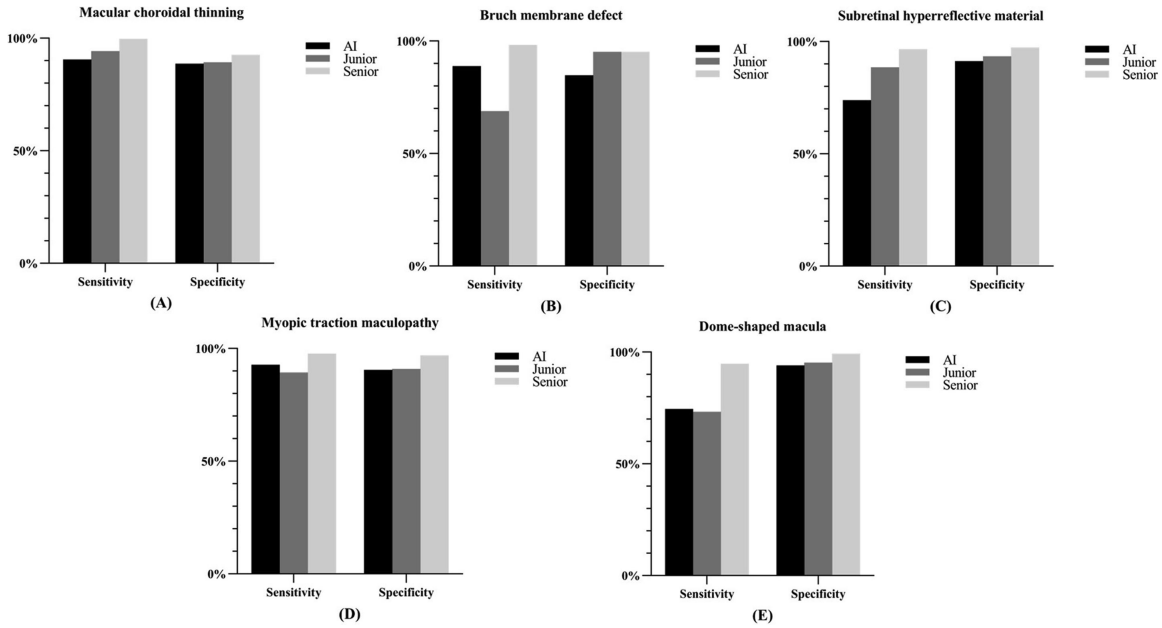 Macular choroidal thinning
100%
50%
0%
AI
Junior
Senior
Sensitivity
Specificity
(A)
Bruch membrane defect
100%
50%
0%
AI
Junior
Senior
Sensitivity
Specificity
(B)
Subretinal hyperreflective material
100%
50%
0%
AI
Junior
Senior
Sensitivity
Specificity
(C)
Myopic traction maculopathy
100%
50%
0%
AI
Junior
Senior
Sensitivity
Specificity
(D)
Dome-shaped macula
100%
50%
0%
AI
Junior
Senior
Sensitivity
Specificity
(E)